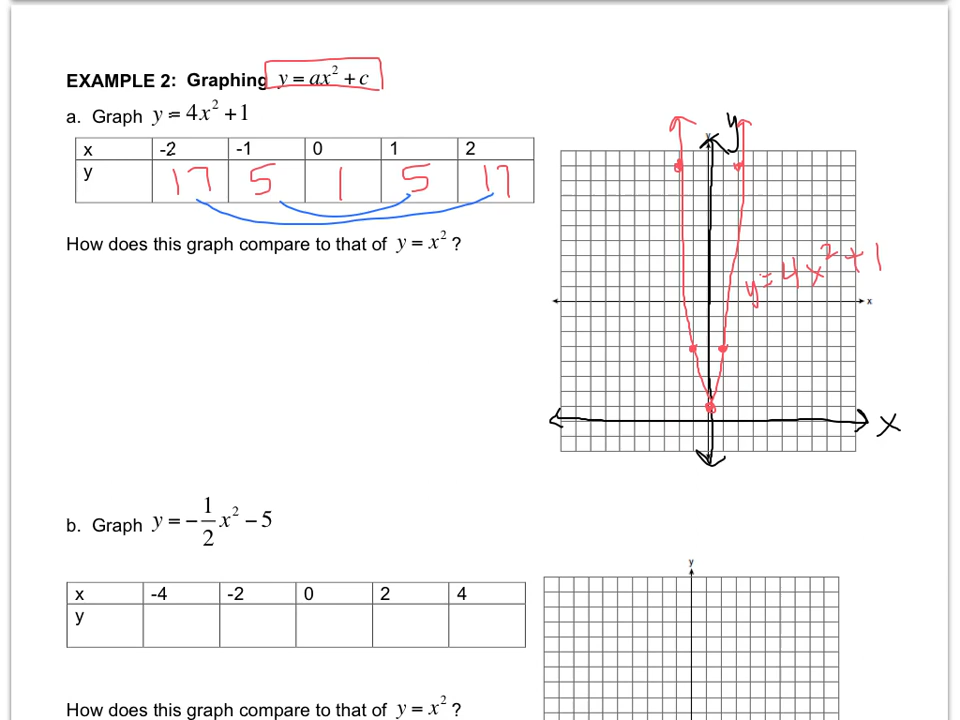 EXAMPLE 2: Graphing y = ax² + c
a. Graph y = 4x² + 1
x -2 -1 0 1 2
y 17 5 1 5 17
How does this graph compare to that of y = x² ?
y
y
y=4x²+1
x
X
b. Graph y = -1/2 x² - 5
x -4 -2 0 2 4
y
y
How does this graph compare to that of y = x² ?